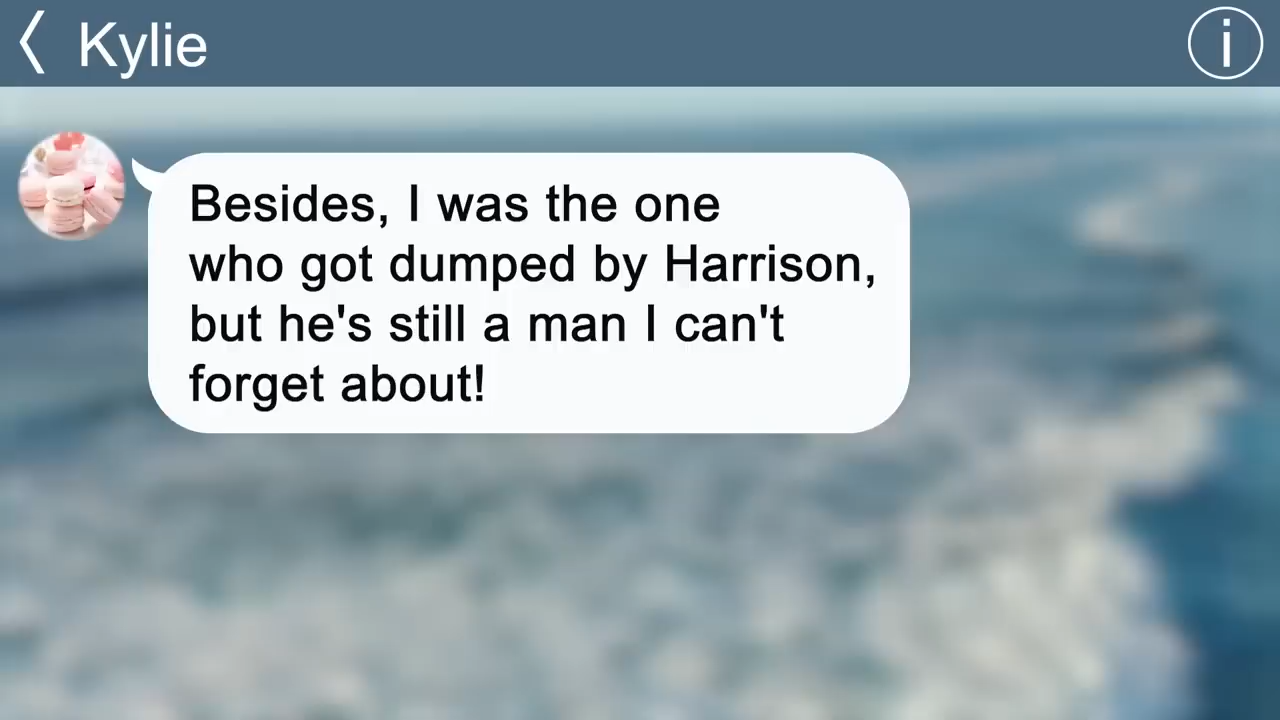 Kylie
Besides, I was the one
who got dumped by Harrison,
but he's still a man I can't
forget about!